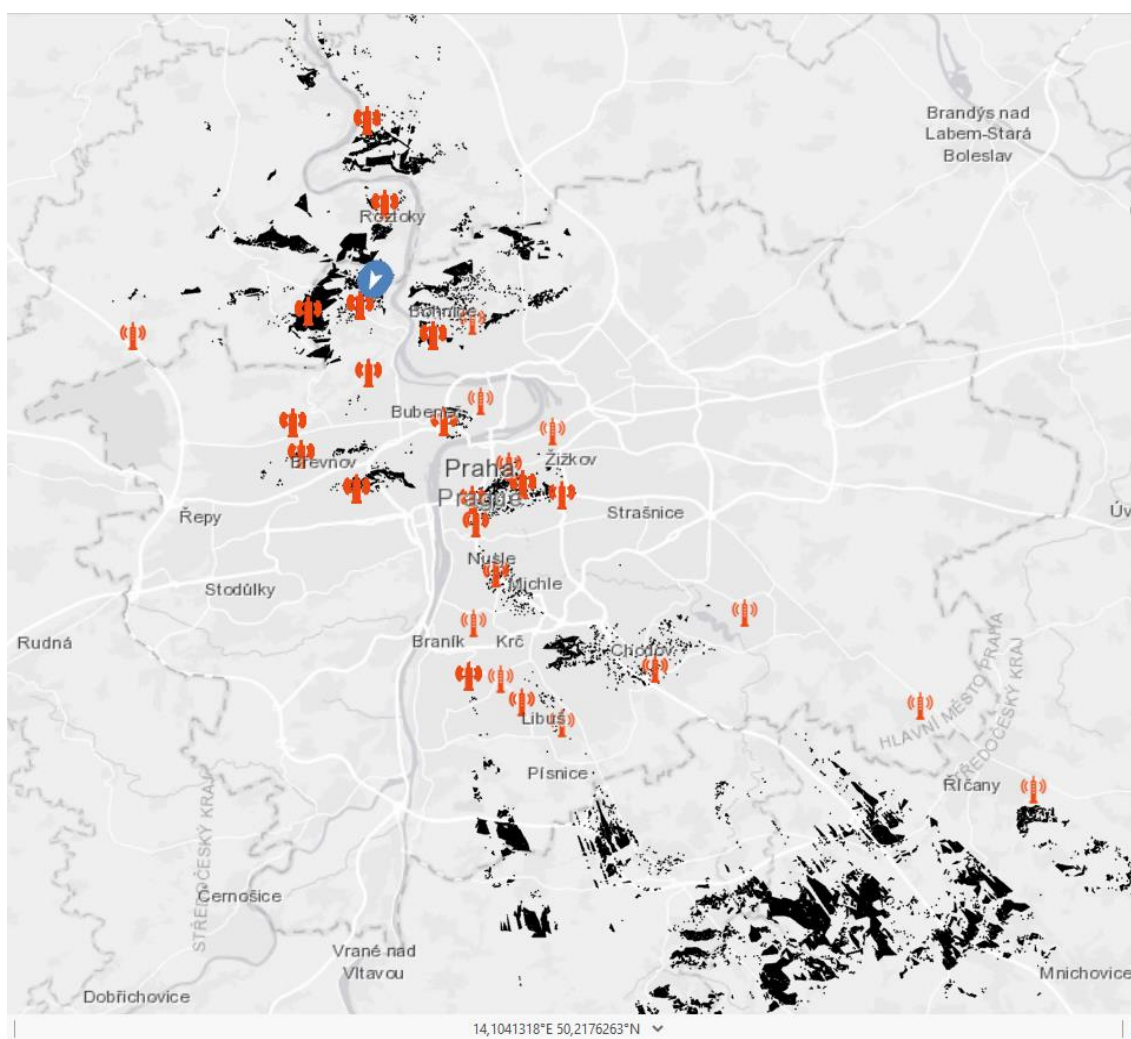 Brandýs nad
Labem-Stará
Boleslav
Roztoky
Bohnice
Bubeneč
Žižkov
Břevnov
Praha
Prague
Řepy
Strašnice
Úv
Nusle
Michle
Stodůlky
Rudná
Braník
Krč
Chodov
HLAVNÍ MĚSTO PRAHA
STŘEDOČESKÝ KRAJ
Libuš
Písnice
Říčany
STŘEDOČESKÝ KRAJ
Černošice
Vrané nad
Vltavou
Mnichovice
Dobřichovice
14,1041318°E 50,2176263°N